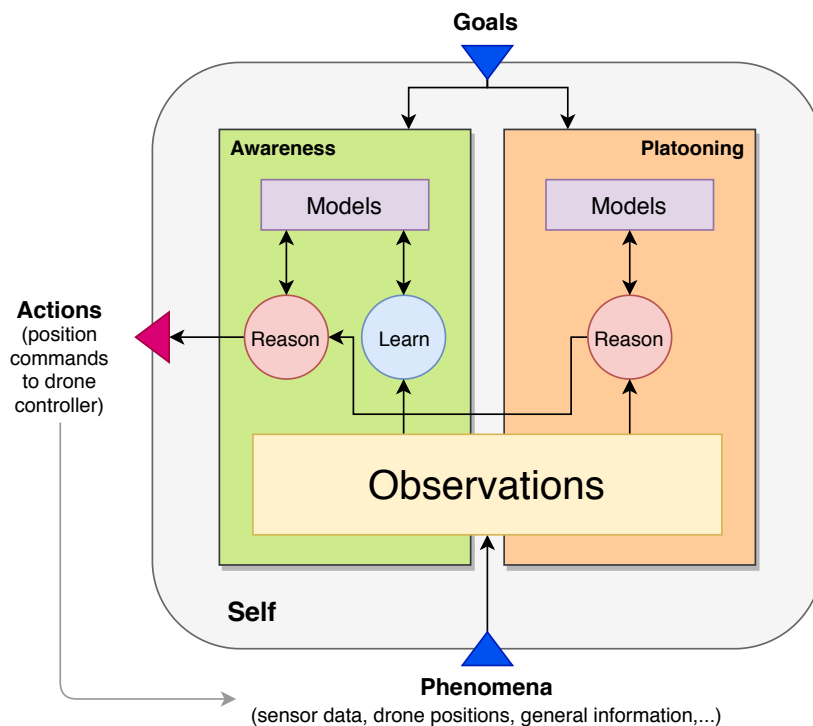 Goals
Awareness
Platooning
Models
Models
Actions
(position
commands
to drone
controller)
Reason
Learn
Reason
Observations
Self
Phenomena
(sensor data, drone positions, general information,...)